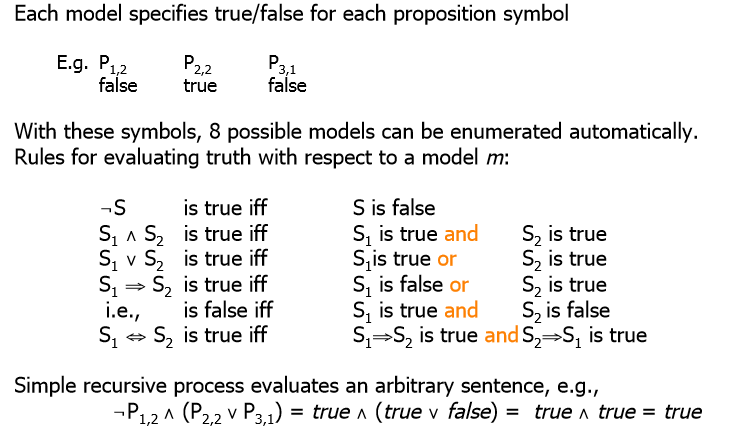 Each model specifies true/false for each proposition symbol
E.g. P1,2 P2,2 P3,1
false true false
With these symbols, 8 possible models can be enumerated automatically.
Rules for evaluating truth with respect to a model m:
¬S is true iff S is false
S1 ∧ S2 is true iff S1 is true and S2 is true
S1 ∨ S2 is true iff S1is true or S2 is true
S1 ⇒ S2 is true iff S1 is false or S2 is true
i.e., is false iff S1 is true and S2 is false
S1 ⇔ S2 is true iff S1⇒S2 is true and S2⇒S1 is true
Simple recursive process evaluates an arbitrary sentence, e.g.,
¬P1,2 ∧ (P2,2 ∨ P3,1) = true ∧ (true ∨ false) = true ∧ true = true